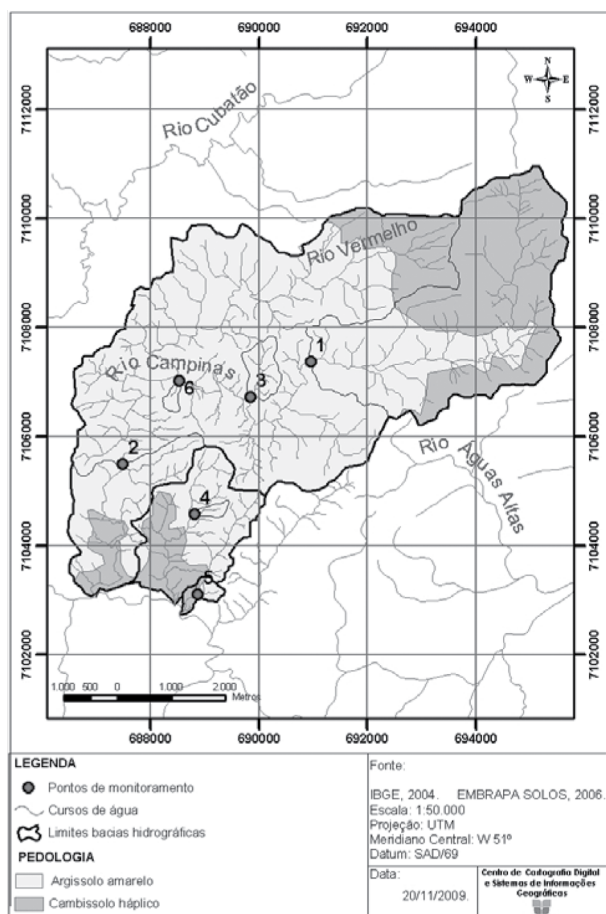 688000 690000 692000 694000
7112000 7112000
7110000 7110000
7108000 7108000
7106000 7106000
7104000 7104000
7102000 7102000
N
W E
S
Rio Cubatão
Rio Vermelho
1
Rio Campinas
3
6
2
Rio Águas Altas
4
5
1.000 500 0 1.000 2.000
Metros
688000 690000 692000 694000
LEGENDA
Pontos de monitoramento
Cursos de água
Limites bacias hidrográficas
PEDOLOGIA
Argissolo amarelo
Cambissolo háplico
Fonte:
IBGE, 2004. EMBRAPA SOLOS, 2006.
Escala: 1:50.000
Projeção: UTM
Meridiano Central: W 51º
Datum: SAD/69
Data:
20/11/2009.
Centro de Cartografia Digital
e Sistemas de Informações
Geográficas